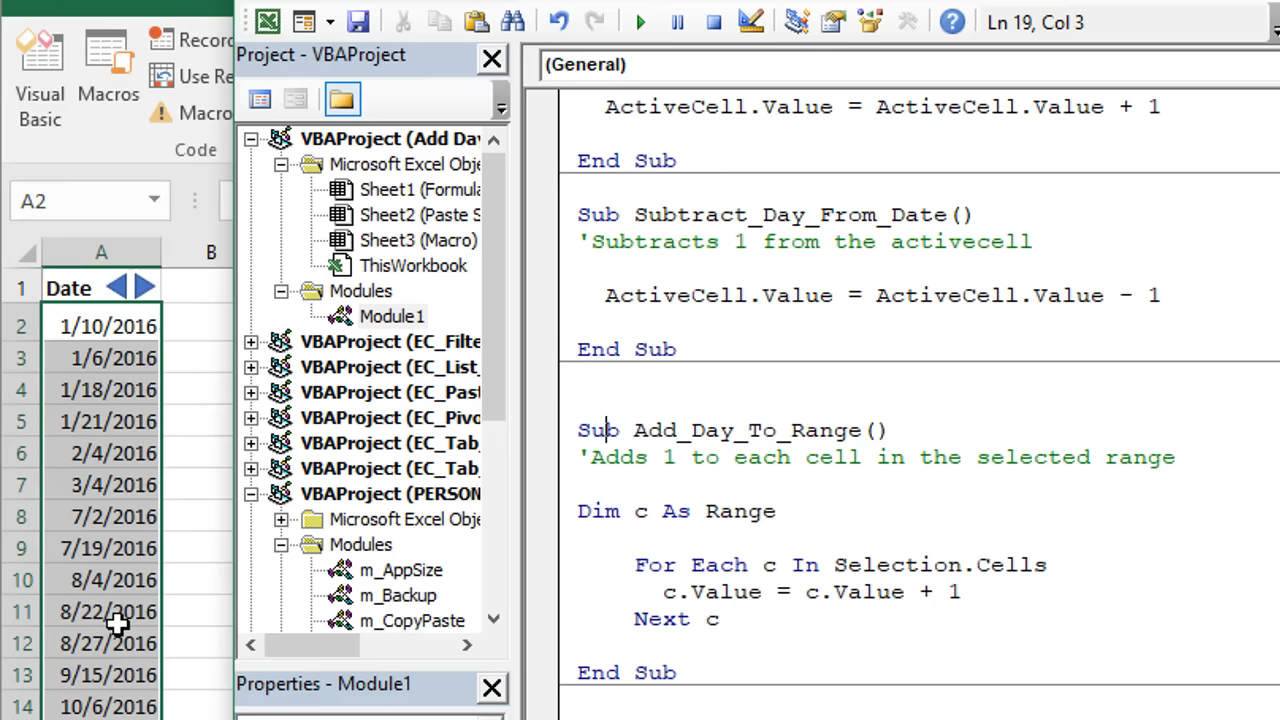 Visual Basic
Macros
Recor
Use Re
Macro
Code
A2
A
B
1 Date
2 1/10/2016
3 1/6/2016
4 1/18/2016
5 1/21/2016
6 2/4/2016
7 3/4/2016
8 7/2/2016
9 7/19/2016
10 8/4/2016
11 8/22/2016
12 8/27/2016
13 9/15/2016
14 10/6/2016
Ln 19, Col 3
Project - VBAProject
VBAProject (Add Day
Microsoft Excel Obje
Sheet1 (Formula
Sheet2 (Paste S
Sheet3 (Macro)
ThisWorkbook
Modules
Module1
VBAProject (EC_Filte
VBAProject (EC_List_
VBAProject (EC_Past
VBAProject (EC_Pivo
VBAProject (EC_Tab_
VBAProject (EC_Tab_
VBAProject (PERSON
Microsoft Excel Obje
Modules
m_AppSize
m_Backup
m_CopyPaste
Properties - Module1
(General)
ActiveCell.Value = ActiveCell.Value + 1
End Sub
Sub Subtract_Day_From_Date()
'Subtracts 1 from the activecell
ActiveCell.Value = ActiveCell.Value - 1
End Sub
Sub Add_Day_To_Range()
'Adds 1 to each cell in the selected range
Dim c As Range
For Each c In Selection.Cells
c.Value = c.Value + 1
Next c
End Sub